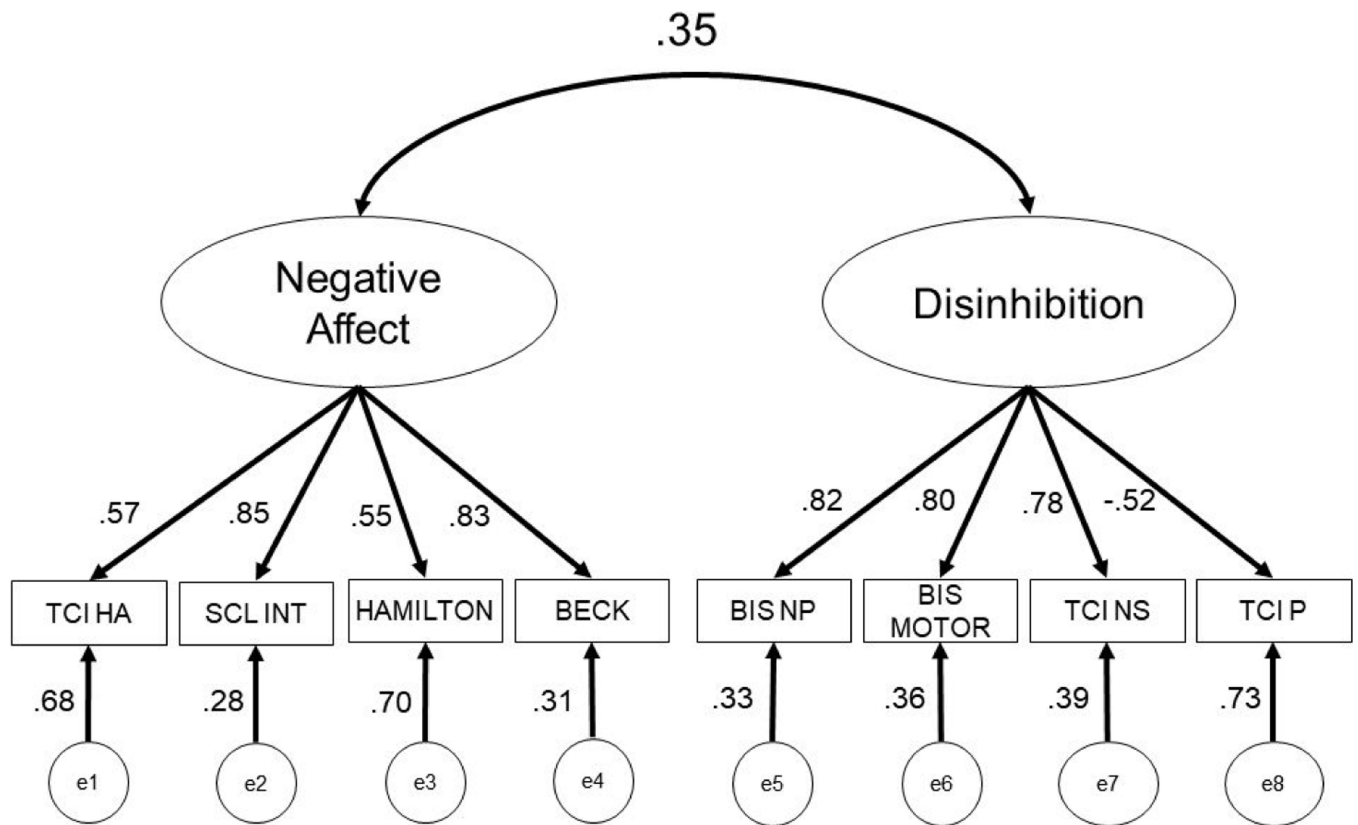 .35
Negative
Affect
Disinhibition
.57
.85
.55
.83
.82
.80
.78
-.52
TCI HA
SCL INT
HAMILTON
BECK
BIS NP
BIS
MOTOR
TCI NS
TCI P
.68
.28
.70
.31
.33
.36
.39
.73
e1
e2
e3
e4
e5
e6
e7
e8